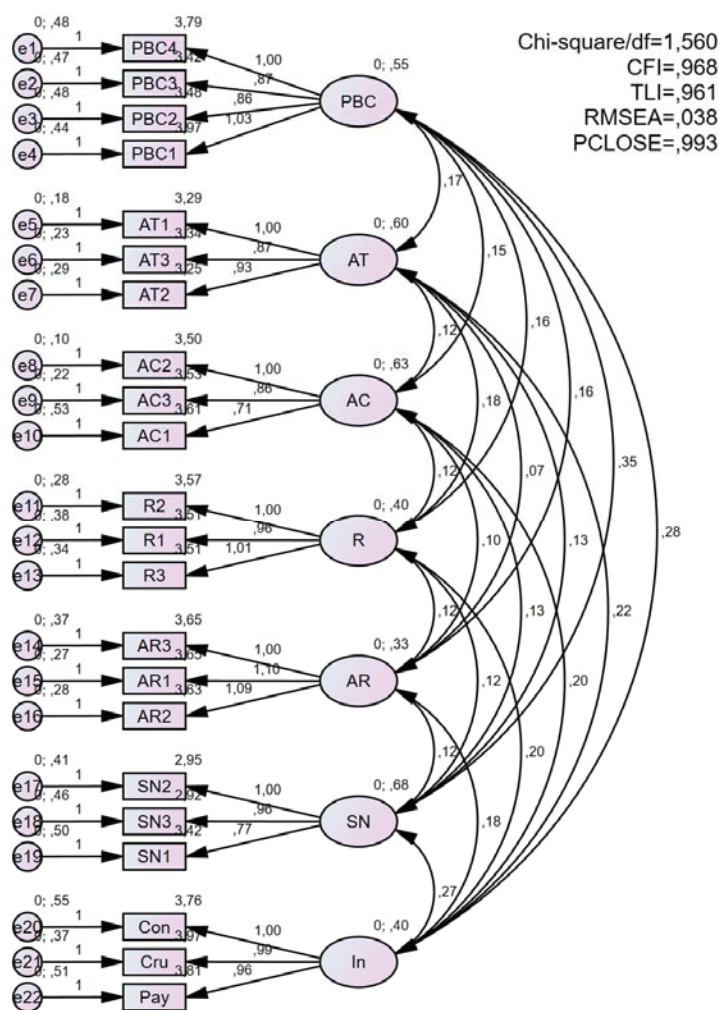 Chi-square/df=1,560
CFI=,968
TLI=,961
RMSEA=,038
PCLOSE=,993
0; ,48
3,79
e1 1 PBC4
1,00
0; ,47
3,42
e2 1 PBC3
,87
0; ,55
PBC
0; ,48
3,48
e3 1 PBC2
,86
0; ,44
3,97
e4 1 PBC1
1,03
,17
0; ,18
3,29
e5 1 AT1
1,00
0; ,60
AT
0; ,23
3,34
e6 1 AT3
,87
0; ,29
3,25
e7 1 AT2
,93
,15
,12
,16
0; ,10
3,50
e8 1 AC2
1,00
0; ,63
AC
0; ,22
3,53
e9 1 AC3
,86
0; ,53
3,61
e10 1 AC1
,71
,18
,16
,12
,07
,35
0; ,28
3,57
e11 1 R2
1,00
0; ,40
R
0; ,38
3,51
e12 1 R1
,96
0; ,34
3,51
e13 1 R3
1,01
,10
,13
,28
,12
,13
,22
0; ,37
3,65
e14 1 AR3
1,00
0; ,33
AR
0; ,27
3,65
e15 1 AR1
1,10
0; ,28
3,63
e16 1 AR2
1,09
,12
,20
,12
,20
0; ,41
2,95
e17 1 SN2
1,00
0; ,68
SN
0; ,46
2,92
e18 1 SN3
,96
0; ,50
3,42
e19 1 SN1
,77
,18
,27
0; ,55
3,76
e20 1 Con
1,00
0; ,40
In
0; ,37
3,97
e21 1 Cru
,99
0; ,51
3,81
e22 1 Pay
,96